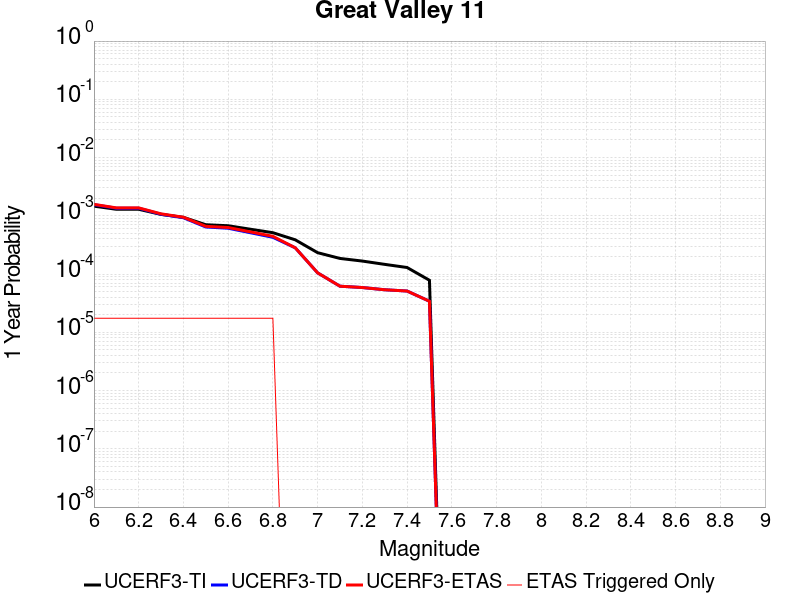 Great Valley 11
10^0
10^-1
10^-2
10^-3
10^-4
10^-5
10^-6
10^-7
10^-8
1 Year Probability
6 6.2 6.4 6.6 6.8 7 7.2 7.4 7.6 7.8 8 8.2 8.4 8.6 8.8 9
Magnitude
UCERF3-TI UCERF3-TD UCERF3-ETAS ETAS Triggered Only